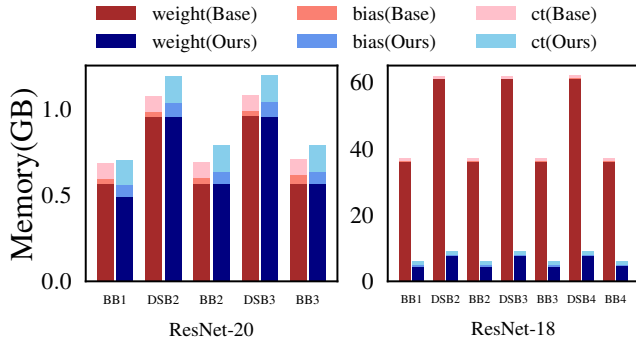 weight(Base) bias(Base) ct(Base)
weight(Ours) bias(Ours) ct(Ours)
Memory(GB)
1.0
0.5
0.0
BB1 DSB2 BB2 DSB3 BB3
ResNet-20
60
40
20
0
BB1 DSB2 BB2 DSB3 BB3 DSB4 BB4
ResNet-18